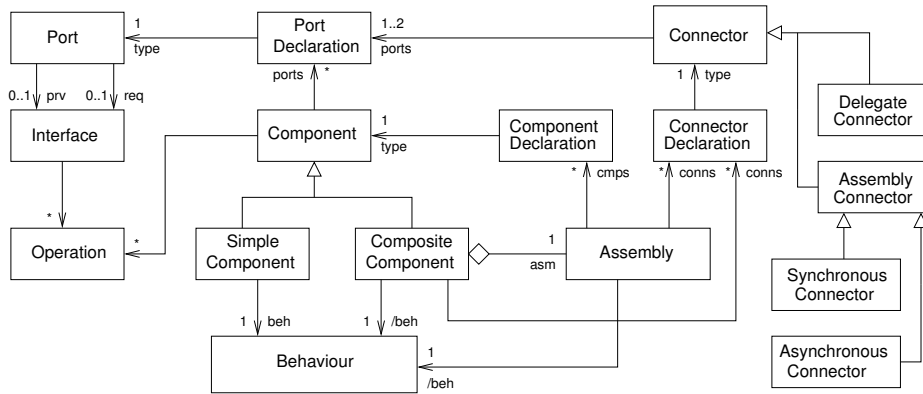 Port
1
type
Port
Declaration
1..2
ports
Connector
0..1 prv
0..1 req
ports *
1 type
Delegate
Connector
Interface
Component
1
type
Component
Declaration
Connector
Declaration
* cmps
* conns
* conns
Assembly
Connector
*
Operation
*
Simple
Component
Composite
Component
1
asm
Assembly
Synchronous
Connector
1 beh
1 /beh
Behaviour
1
/beh
Asynchronous
Connector